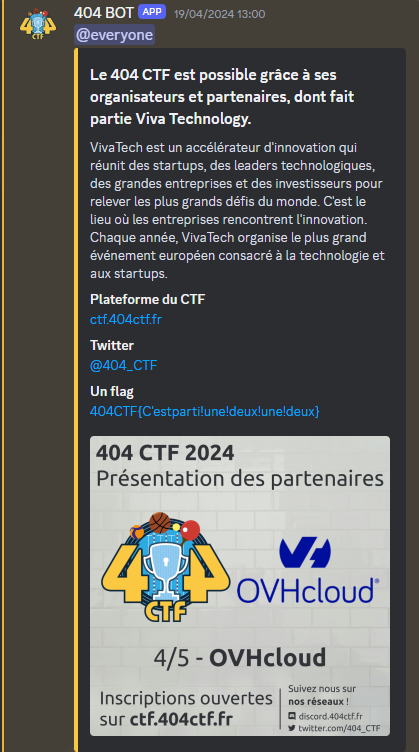 404 BOT APP 19/04/2024 13:00
@everyone
Le 404 CTF est possible grâce à ses
organisateurs et partenaires, dont fait
partie Viva Technology.
VivaTech est un accélérateur d'innovation qui
réunit des startups, des leaders technologiques,
des grandes entreprises et des investisseurs pour
relever les plus grands défis du monde. C'est le
lieu où les entreprises rencontrent l'innovation.
Chaque année, VivaTech organise le plus grand
événement européen consacré à la technologie et
aux startups.
Plateforme du CTF
ctf.404ctf.fr
Twitter
@404_CTF
Un flag
404CTF{C'estparti!une!deux!une!deux}
404 CTF 2024
Présentation des partenaires
404
CTF
OVHcloud®
4/5 - OVHcloud
Inscriptions ouvertes
sur ctf.404ctf.fr
Suivez nous sur
nos réseaux !
discord.404ctf.fr
twitter.com/404_CTF